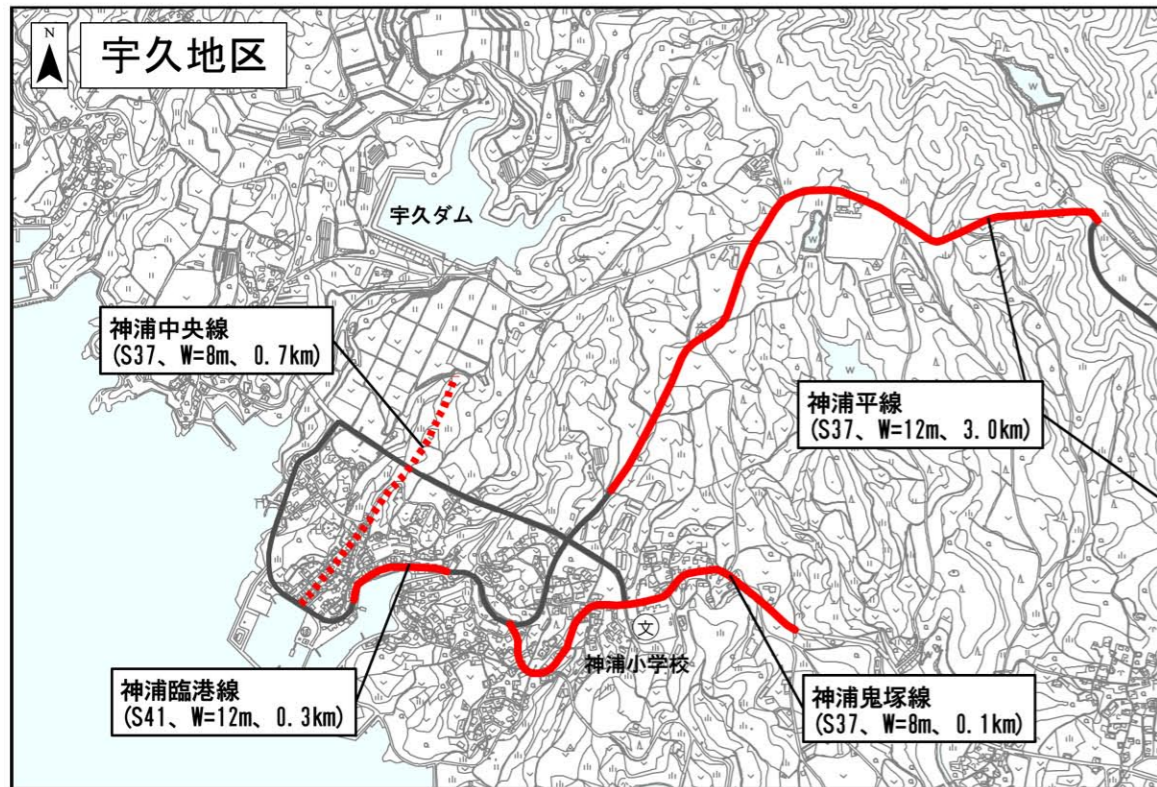 N
宇久地区
宇久ダム
W
W
W
神浦中央線
(S37、W=8m、0.7km)
神浦平線
(S37、W=12m、3.0km)
文
神浦小学校
神浦臨港線
(S41、W=12m、0.3km)
神浦鬼塚線
(S37、W=8m、0.1km)